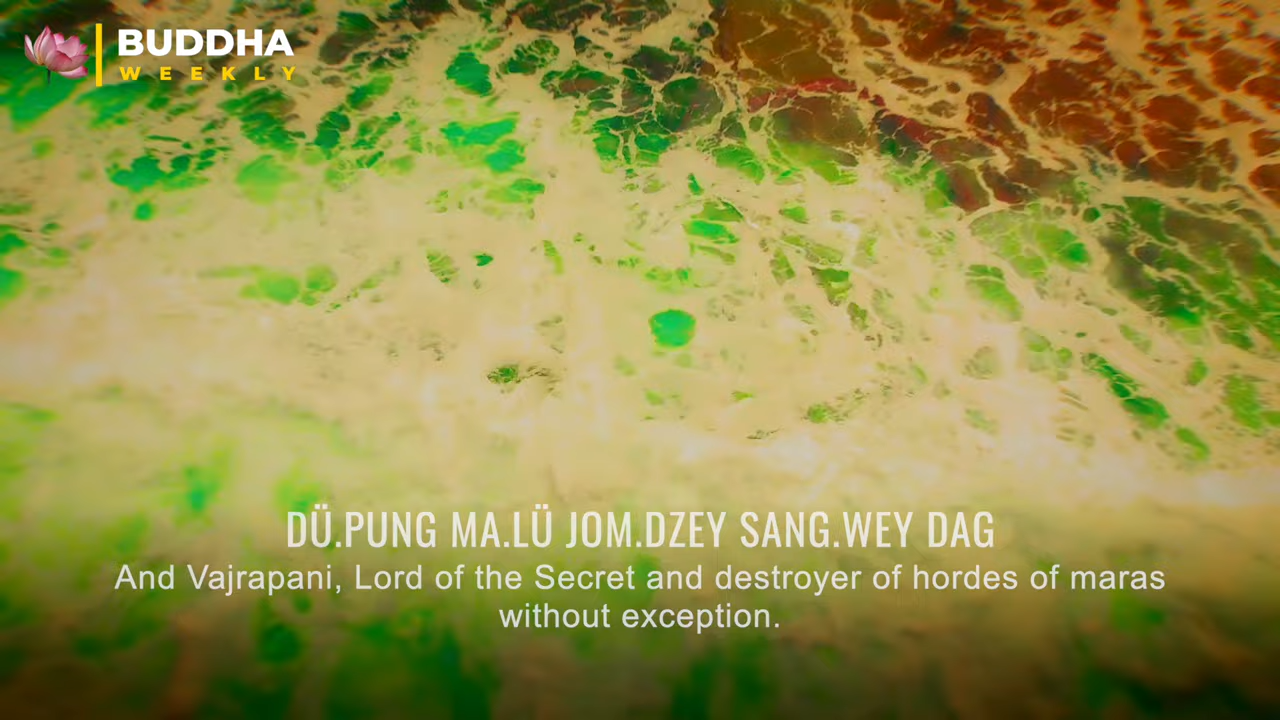 BUDDHA
WEEKLY
DÜ.PUNG MA.LÜ JOM.DZEY SANG.WEY DAG
And Vajrapani, Lord of the Secret and destroyer of hordes of maras
without exception.